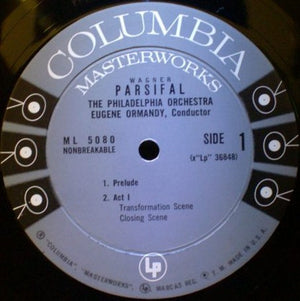 COLUMBIA
MASTERWORKS
WAGNER
PARSIFAL
THE PHILADELPHIA ORCHESTRA
EUGENE ORMANDY, Conductor
ML 5080
NONBREAKABLE
SIDE 1
(x"Lp" 36848)
1. Prelude
2. Act I
Transformation Scene
Closing Scene
Lp
® "COLUMBIA", "MASTERWORKS", MARCAS REG. T. M. MADE IN U.S.A.